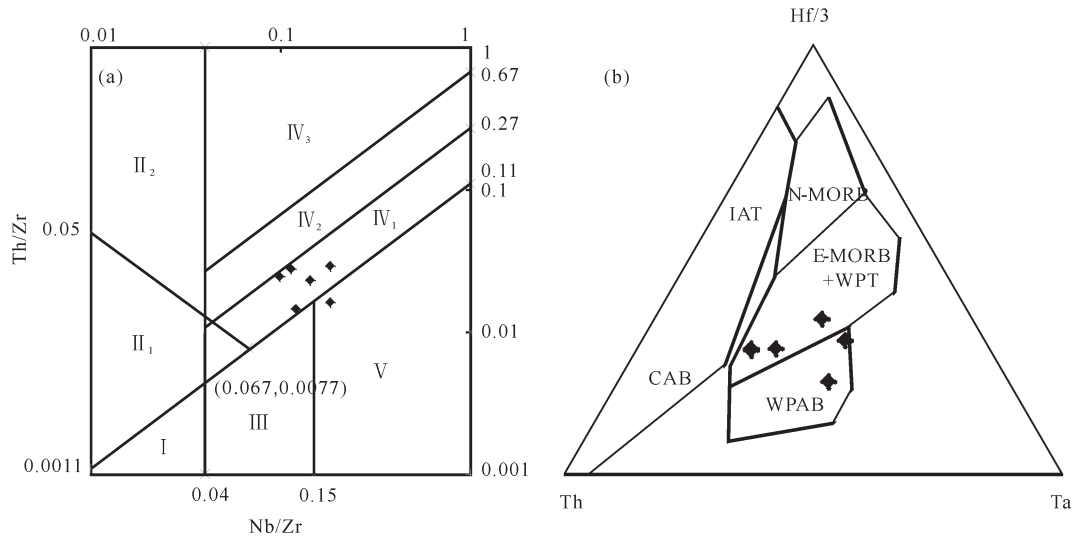 0.01 0.1 1
1
(a)
0.67
Ⅳ₃
0.27
Ⅱ₂
0.11
0.1
Ⅳ₂ Ⅳ₁
0.05
Th/Zr
0.01
Ⅱ₁
Ⅴ
(0.067,0.0077)
Ⅲ
Ⅰ
0.0011
0.001
0.04 0.15
Nb/Zr
Hf/3
(b)
N-MORB
IAT
E-MORB
+WPT
CAB
WPAB
Th Ta